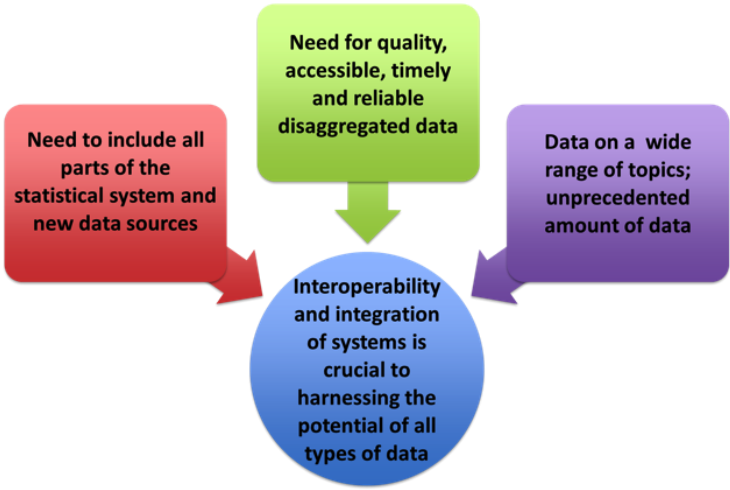 Need for quality,
accessible, timely
and reliable
disaggregated data
Need to include all
parts of the
statistical system and
new data sources
Data on a wide
range of topics;
unprecedented
amount of data
Interoperability
and integration
of systems is
crucial to
harnessing the
potential of all
types of data